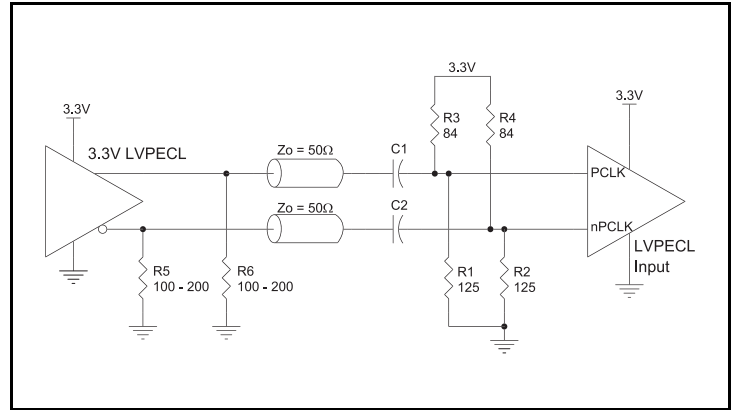 3.3V
3.3V LVPECL
Zo = 50Ω
Zo = 50Ω
R5
100 - 200
R6
100 - 200
C1
C2
3.3V
R3
84
R4
84
R1
125
R2
125
3.3V
PCLK
nPCLK
LVPECL
Input